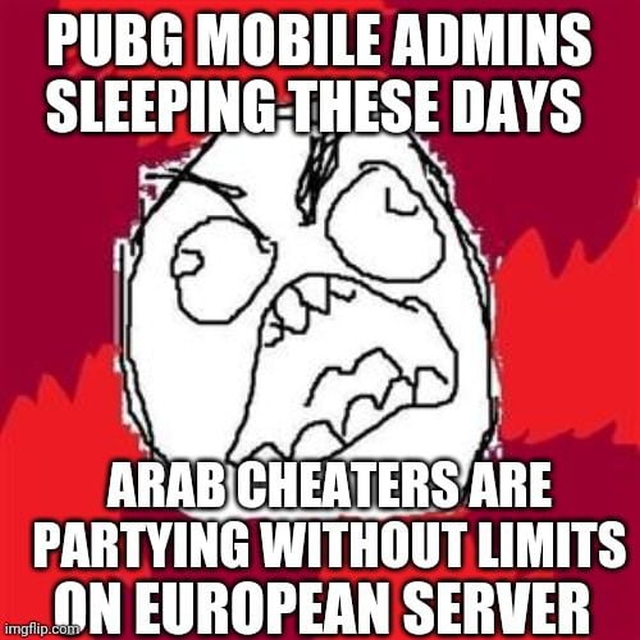 PUBG MOBILE ADMINS
SLEEPING THESE DAYS
ARAB CHEATERS ARE
PARTYING WITHOUT LIMITS
ON EUROPEAN SERVER
imgflip.com